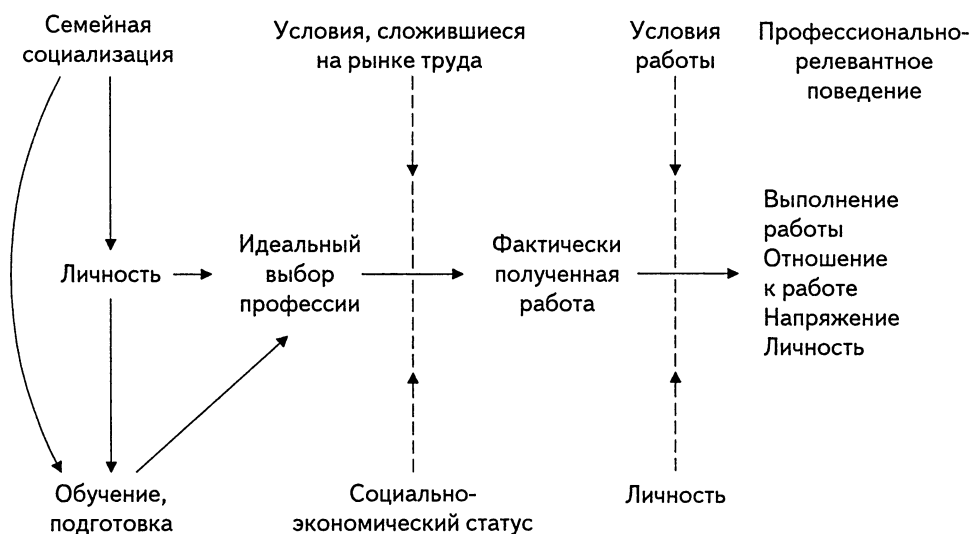 Семейная
социализация
Условия, сложившиеся
на рынке труда
Условия
работы
Профессионально-
релевантное
поведение
Личность
Идеальный
выбор
профессии
Фактически
полученная
работа
Выполнение
работы
Отношение
к работе
Напряжение
Личность
Обучение,
подготовка
Социально-
экономический статус
Личность